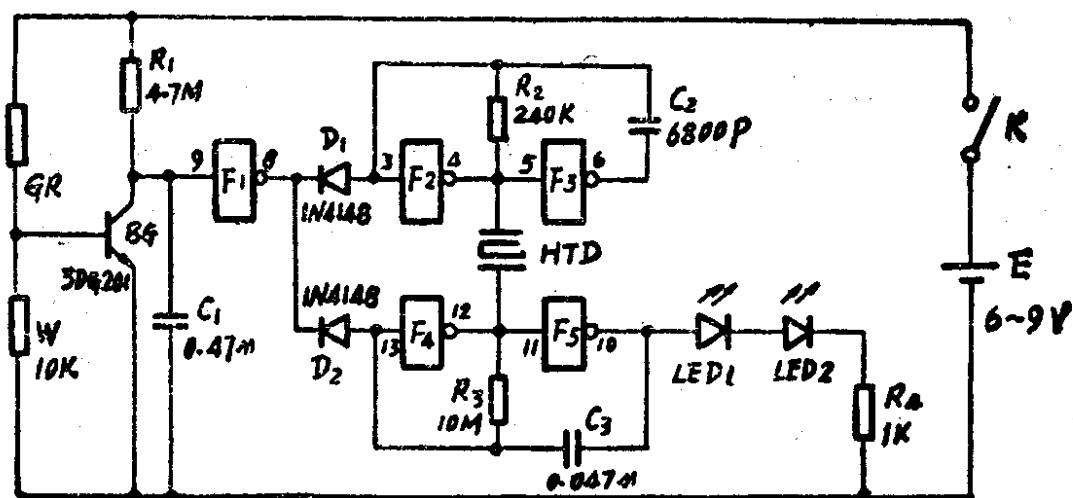 R1
4.7M
GR
BG
3DG201
W
10K
C1
0.47μ
9
F1
8
D1
1N4148
3
F2
4
R2
240K
5
F3
6
C2
6800P
HTD
1N4148
D2
13
F4
12
11
F5
10
R3
10M
C3
0.047μ
LED1
LED2
R4
1K
K
E
6~9V